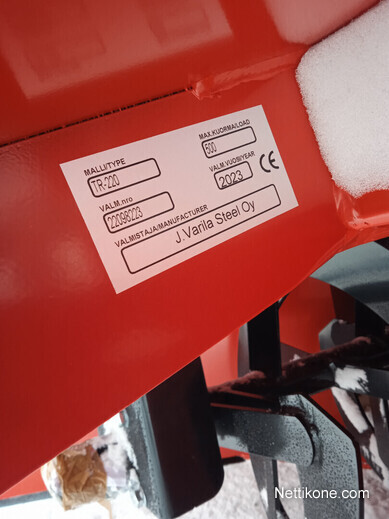 MALLI/TYPE
TR-220
MAX.KUORMA/LOAD
500
VALM.nro
22098223
VALM.VUOSI/YEAR
2023
CE
VALMISTAJA/MANUFACTURER
J.Varila Steel Oy
Nettikone.com